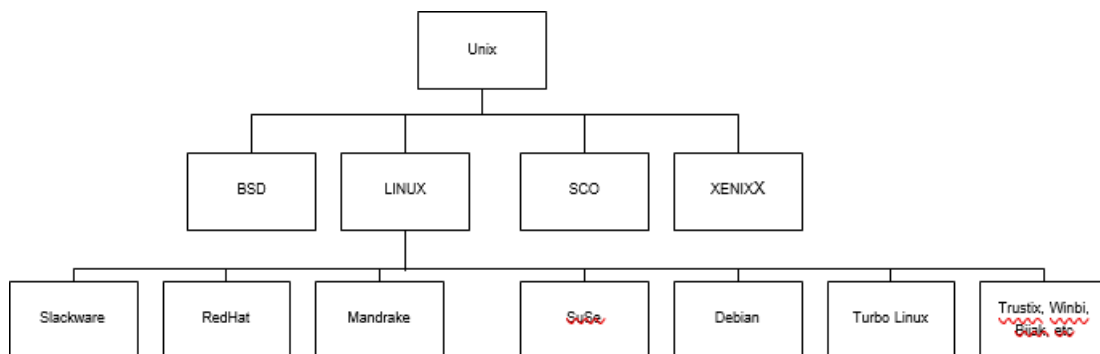 Unix
BSD
LINUX
SCO
XENIXX
Slackware
RedHat
Mandrake
SuSe
Debian
Turbo Linux
Trustix, Winbi,
Bijak, etc